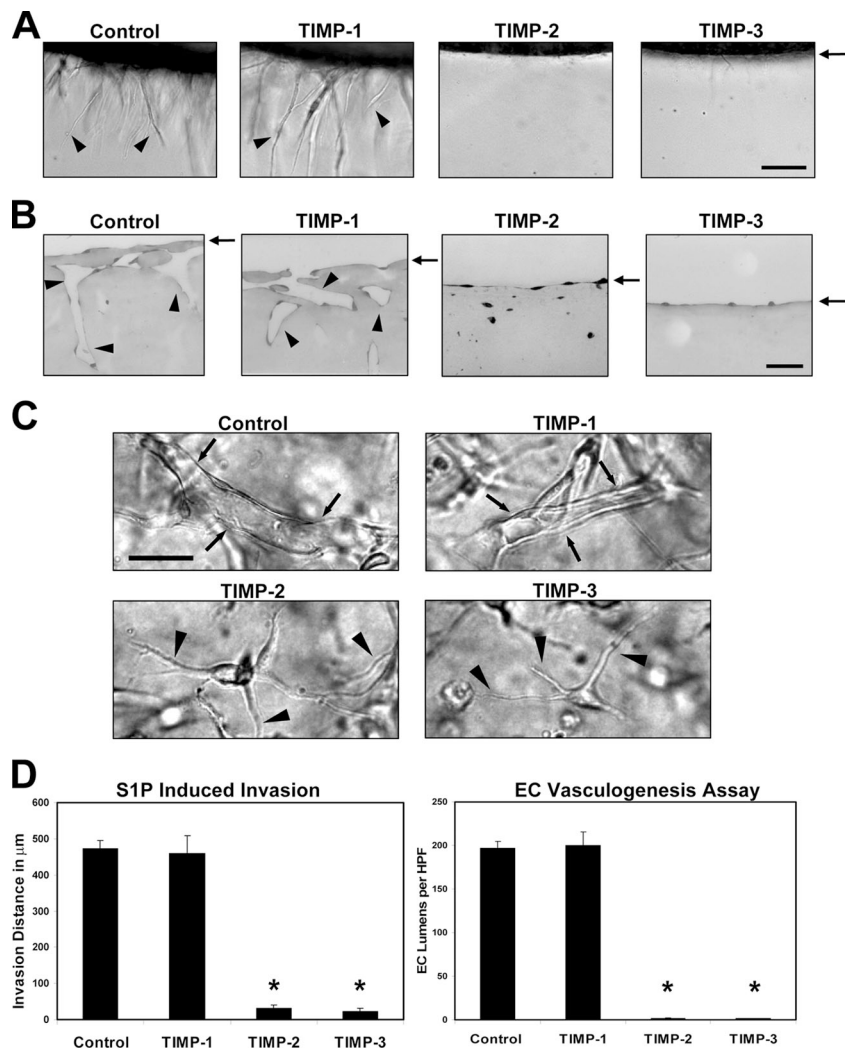 A
Control TIMP-1 TIMP-2 TIMP-3
B
Control TIMP-1 TIMP-2 TIMP-3
C
Control TIMP-1
TIMP-2 TIMP-3
D
S1P Induced Invasion
Invasion Distance in μm
600
500
400
300
200
100
0
* *
Control TIMP-1 TIMP-2 TIMP-3
EC Vasculogenesis Assay
EC Lumens per HPF
250
200
150
100
50
0
* *
Control TIMP-1 TIMP-2 TIMP-3